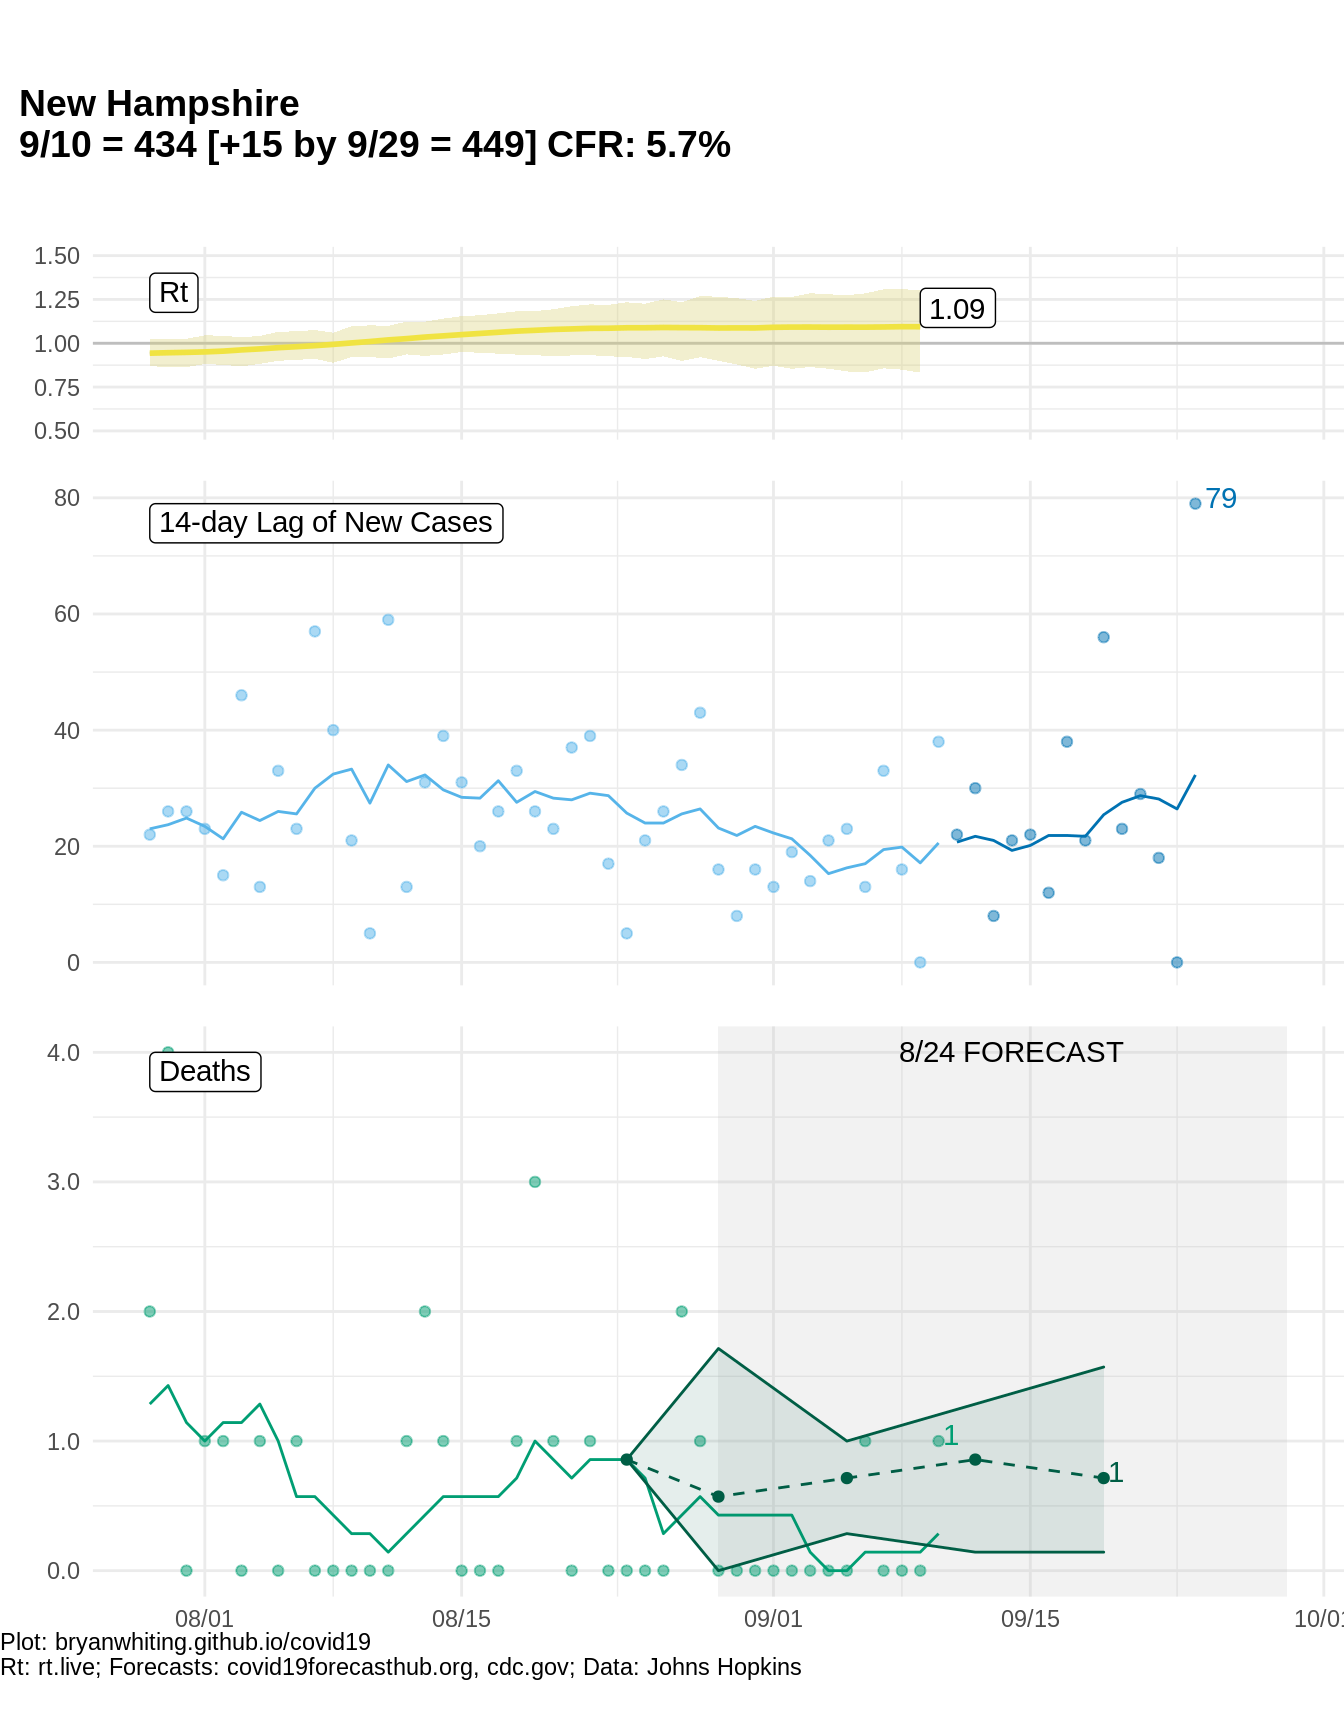 New Hampshire
9/10 = 434 [+15 by 9/29 = 449] CFR: 5.7%
1.50
Rt
1.25
1.09
1.00
0.75
0.50
80
79
14-day Lag of New Cases
60
40
20
0
8/24 FORECAST
4.0
Deaths
3.0
2.0
1.0
1
1
0.0
08/01 08/15 09/01 09/15 10/01
Plot: bryanwhiting.github.io/covid19
Rt: rt.live; Forecasts: covid19forecasthub.org, cdc.gov; Data: Johns Hopkins